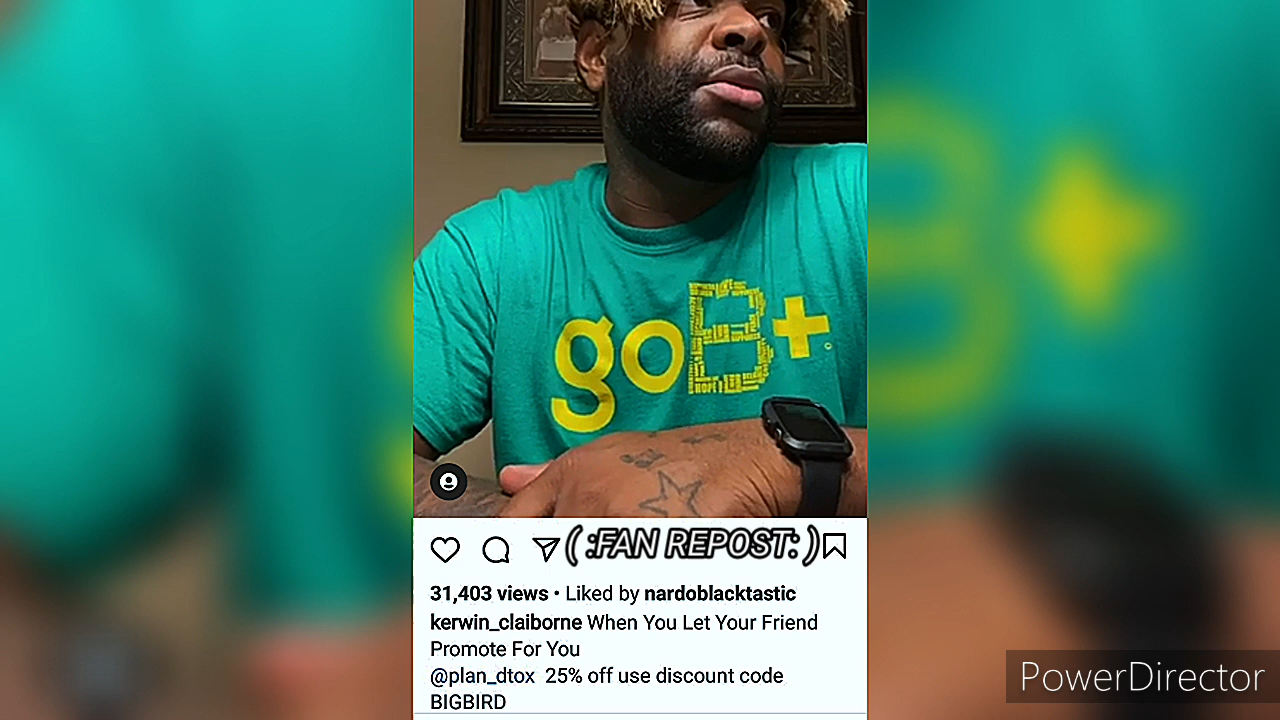 goB+
HOPE
( :FAN REPOST: )
31,403 views • Liked by nardoblacktastic
kerwin_claiborne When You Let Your Friend
Promote For You
@plan_dtox 25% off use discount code
BIGBIRD
PowerDirector